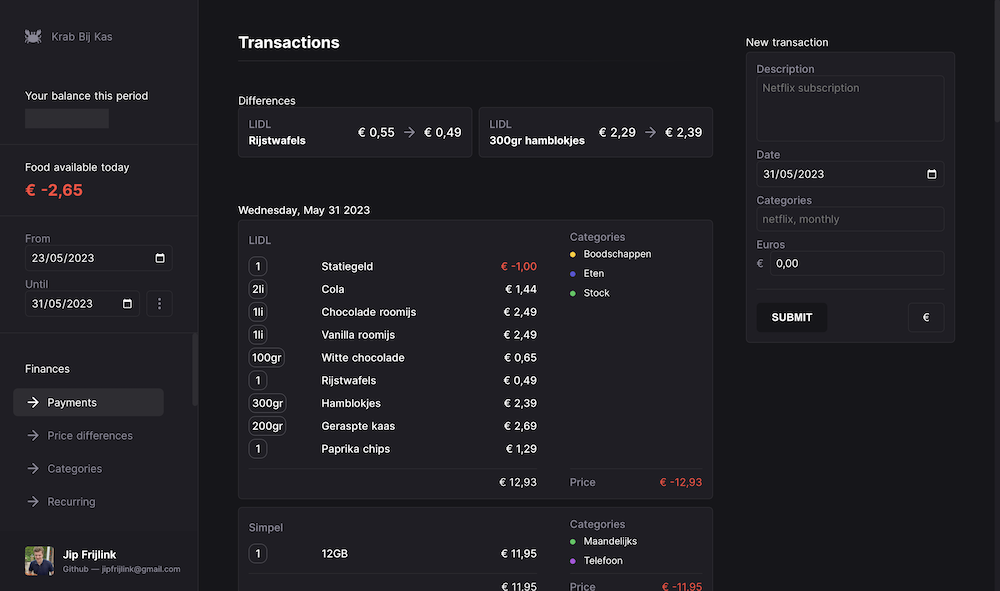 Krab Bij Kas
Your balance this period
Food available today
€ -2,65
From
23/05/2023
Until
31/05/2023
Finances
Payments
Price differences
Categories
Recurring
Jip Frijlink
Github — jipfrijlink@gmail.com
Transactions
Differences
LIDL
Rijstwafels
€ 0,55 → € 0,49
LIDL
300gr hamblokjes
€ 2,29 → € 2,39
Wednesday, May 31 2023
LIDL
1 Statiegeld € -1,00
2li Cola € 1,44
1li Chocolade roomijs € 2,49
1li Vanilla roomijs € 2,49
100gr Witte chocolade € 0,65
1 Rijstwafels € 0,49
300gr Hamblokjes € 2,39
200gr Geraspte kaas € 2,69
1 Paprika chips € 1,29
€ 12,93
Categories
Boodschappen
Eten
Stock
Price € -12,93
Simpel
1 12GB € 11,95
€ 11,95
Categories
Maandelijks
Telefoon
Price € -11,95
New transaction
Description
Netflix subscription
Date
31/05/2023
Categories
netflix, monthly
Euros
€ 0,00
SUBMIT €